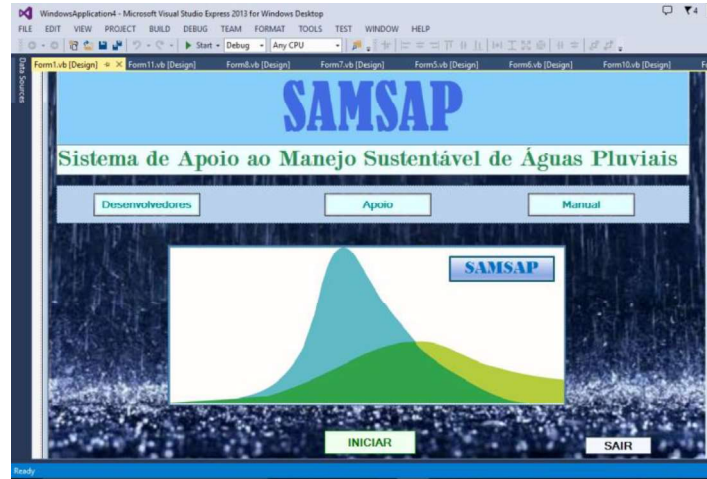 WindowsApplication4 - Microsoft Visual Studio Express 2013 for Windows Desktop
4
FILE EDIT VIEW PROJECT BUILD DEBUG TEAM FORMAT TOOLS TEST WINDOW HELP
Start Debug Any CPU
Form1.vb [Design] Form11.vb [Design] Form8.vb [Design] Form7.vb [Design] Form5.vb [Design] Form6.vb [Design] Form10.vb [Design] F
Data Sources
SAMSAP
Sistema de Apoio ao Manejo Sustentável de Águas Pluviais
Desenvolvedores Apoio Manual
SAMSAP
INICIAR
SAIR
Ready